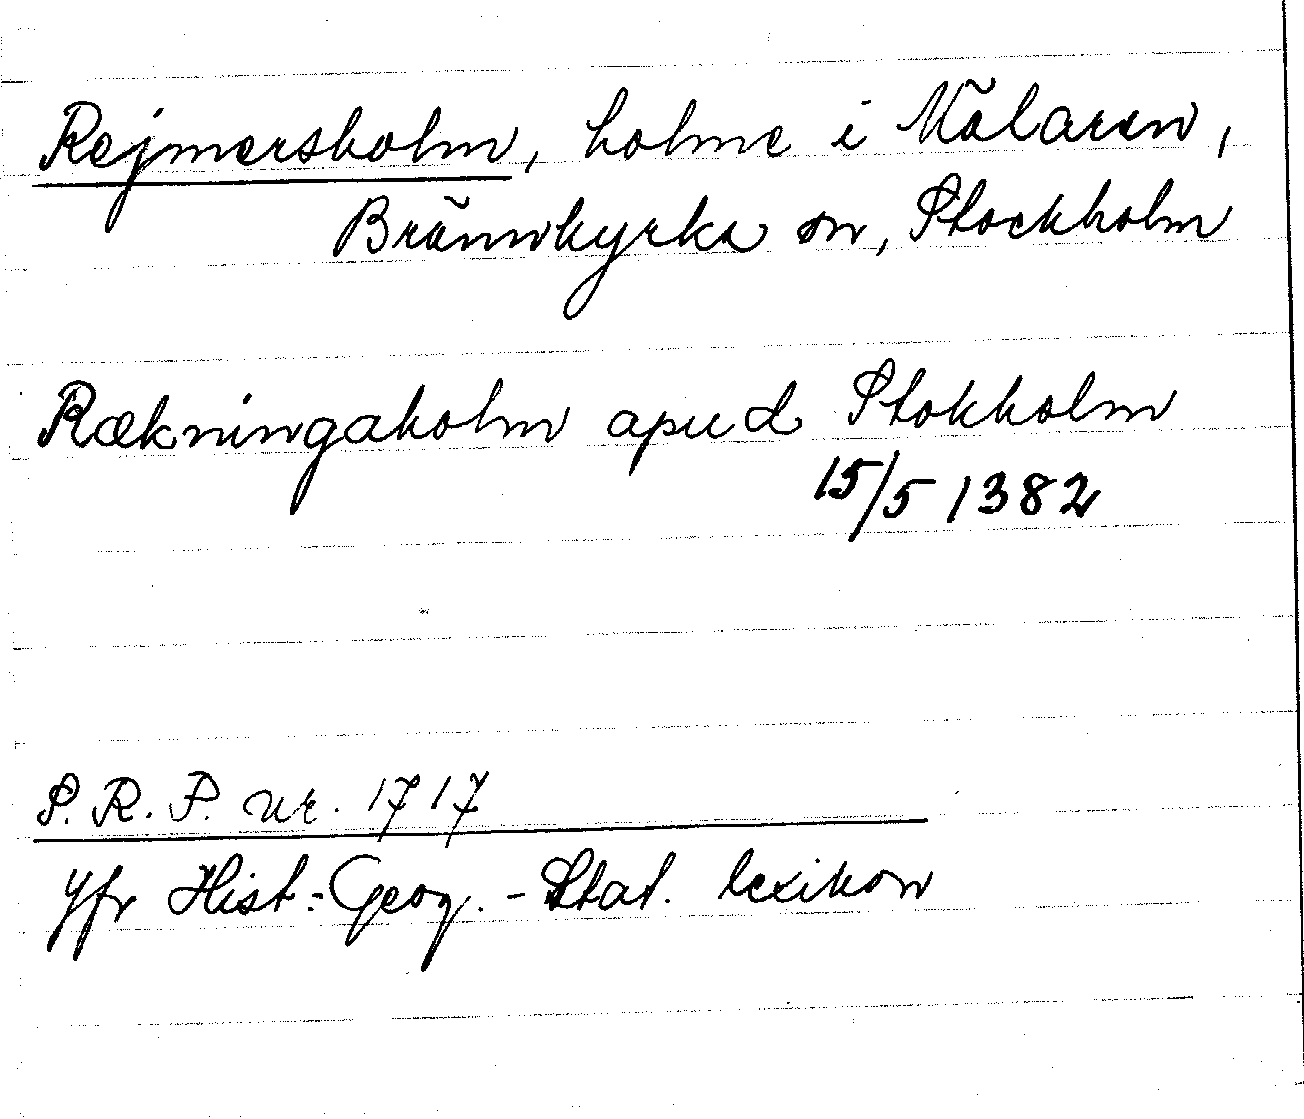 Rejmersholm, holme i Mälaren,
Brännkyrka sn, Stockholm
Rækningaholm apud Stokholm
15/5 1382
S. R. P. nr. 1717
Jfr Hist.-Geog.-Stat. lexikon